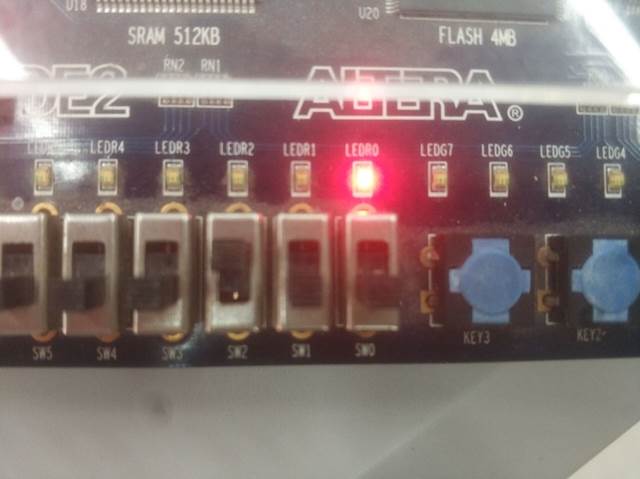 U18
U20
SRAM 512KB
FLASH 4MB
RN2 RN1
DE2
ALTERA®
LEDR4 LEDR3 LEDR2 LEDR1 LEDR0 LEDG7 LEDG6 LEDG5 LEDG4
SW5 SW4 SW3 SW2 SW1 SW0
KEY3 KEY2